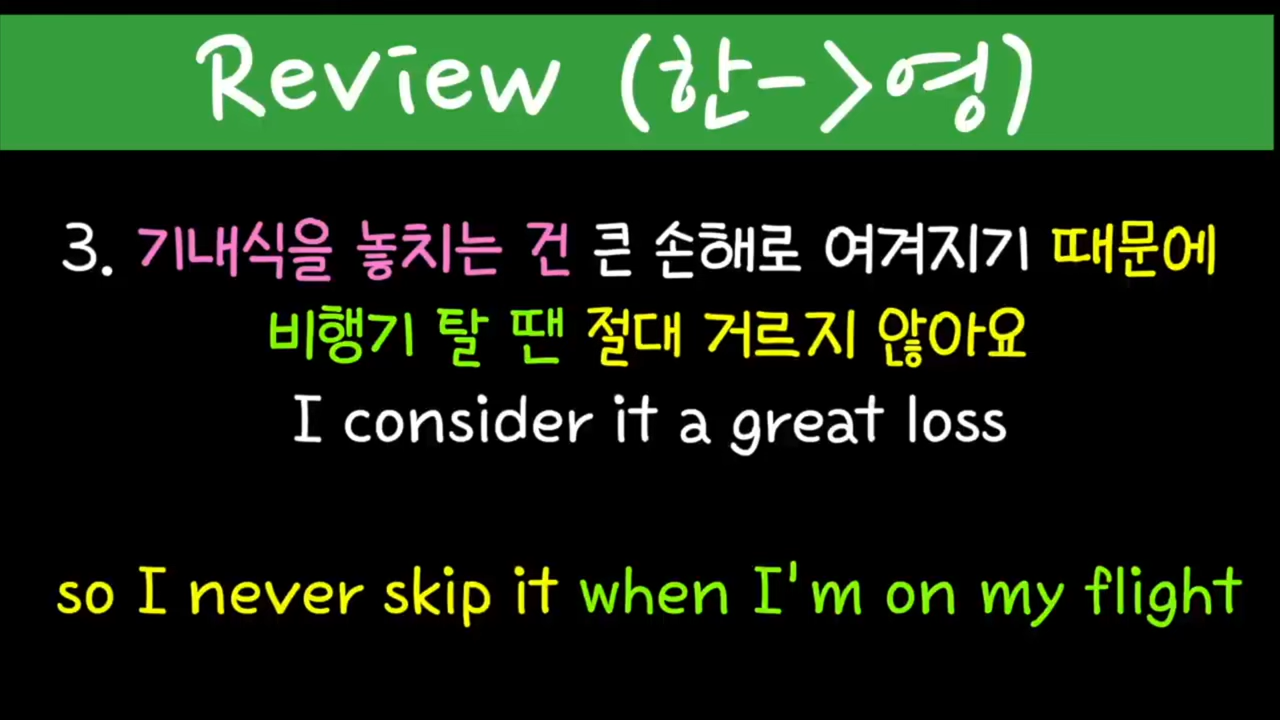 Review (한->영)
3. 기내식을 놓치는 건 큰 손해로 여겨지기 때문에
비행기 탈 땐 절대 거르지 않아요
I consider it a great loss
so I never skip it when I'm on my flight